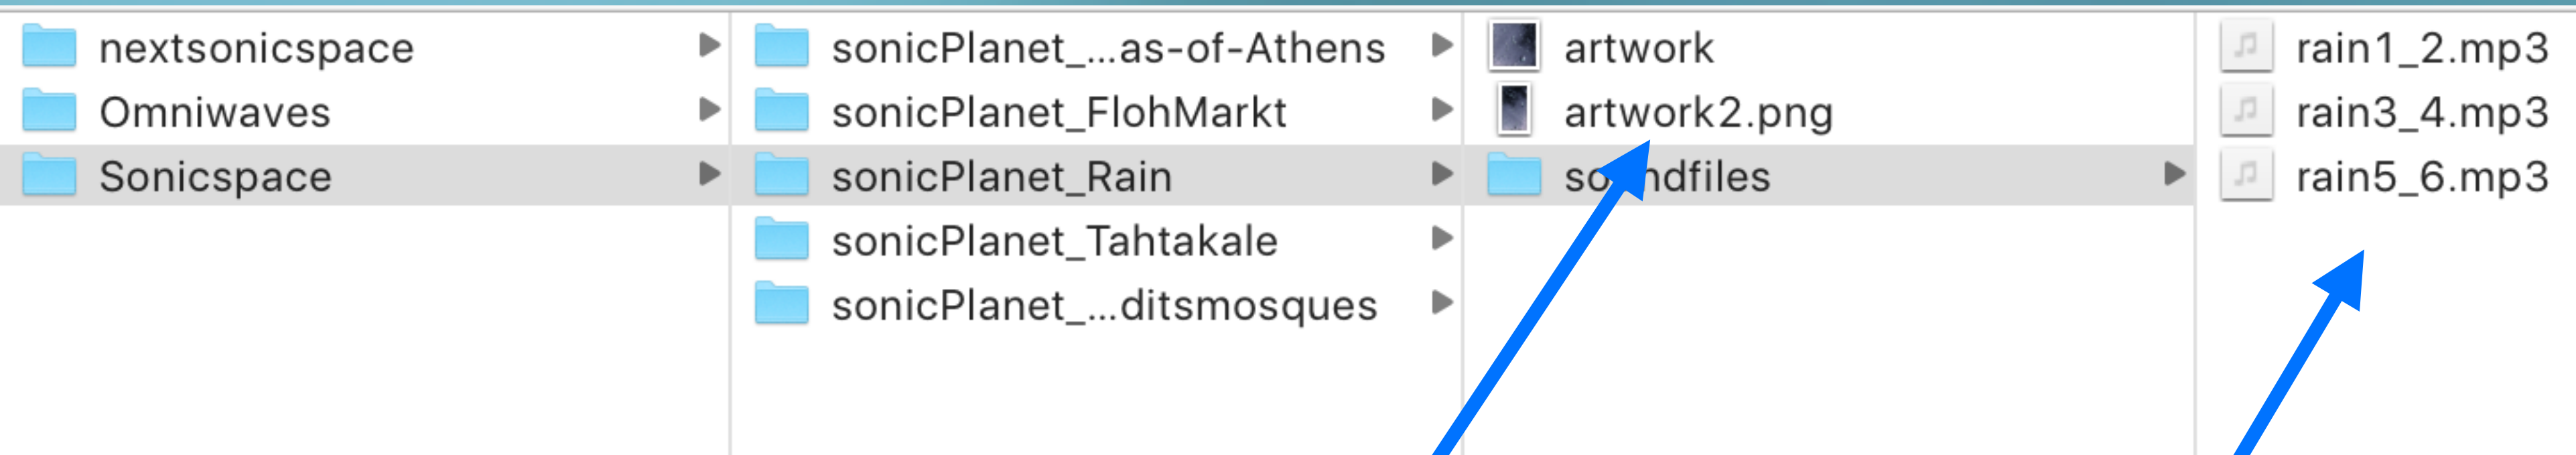 nextsonicspace
Omniwaves
Sonicspace
sonicPlanet_...as-of-Athens
sonicPlanet_FlohMarkt
sonicPlanet_Rain
sonicPlanet_Tahtakale
sonicPlanet_...ditsmosques
artwork
artwork2.png
soundfiles
rain1_2.mp3
rain3_4.mp3
rain5_6.mp3